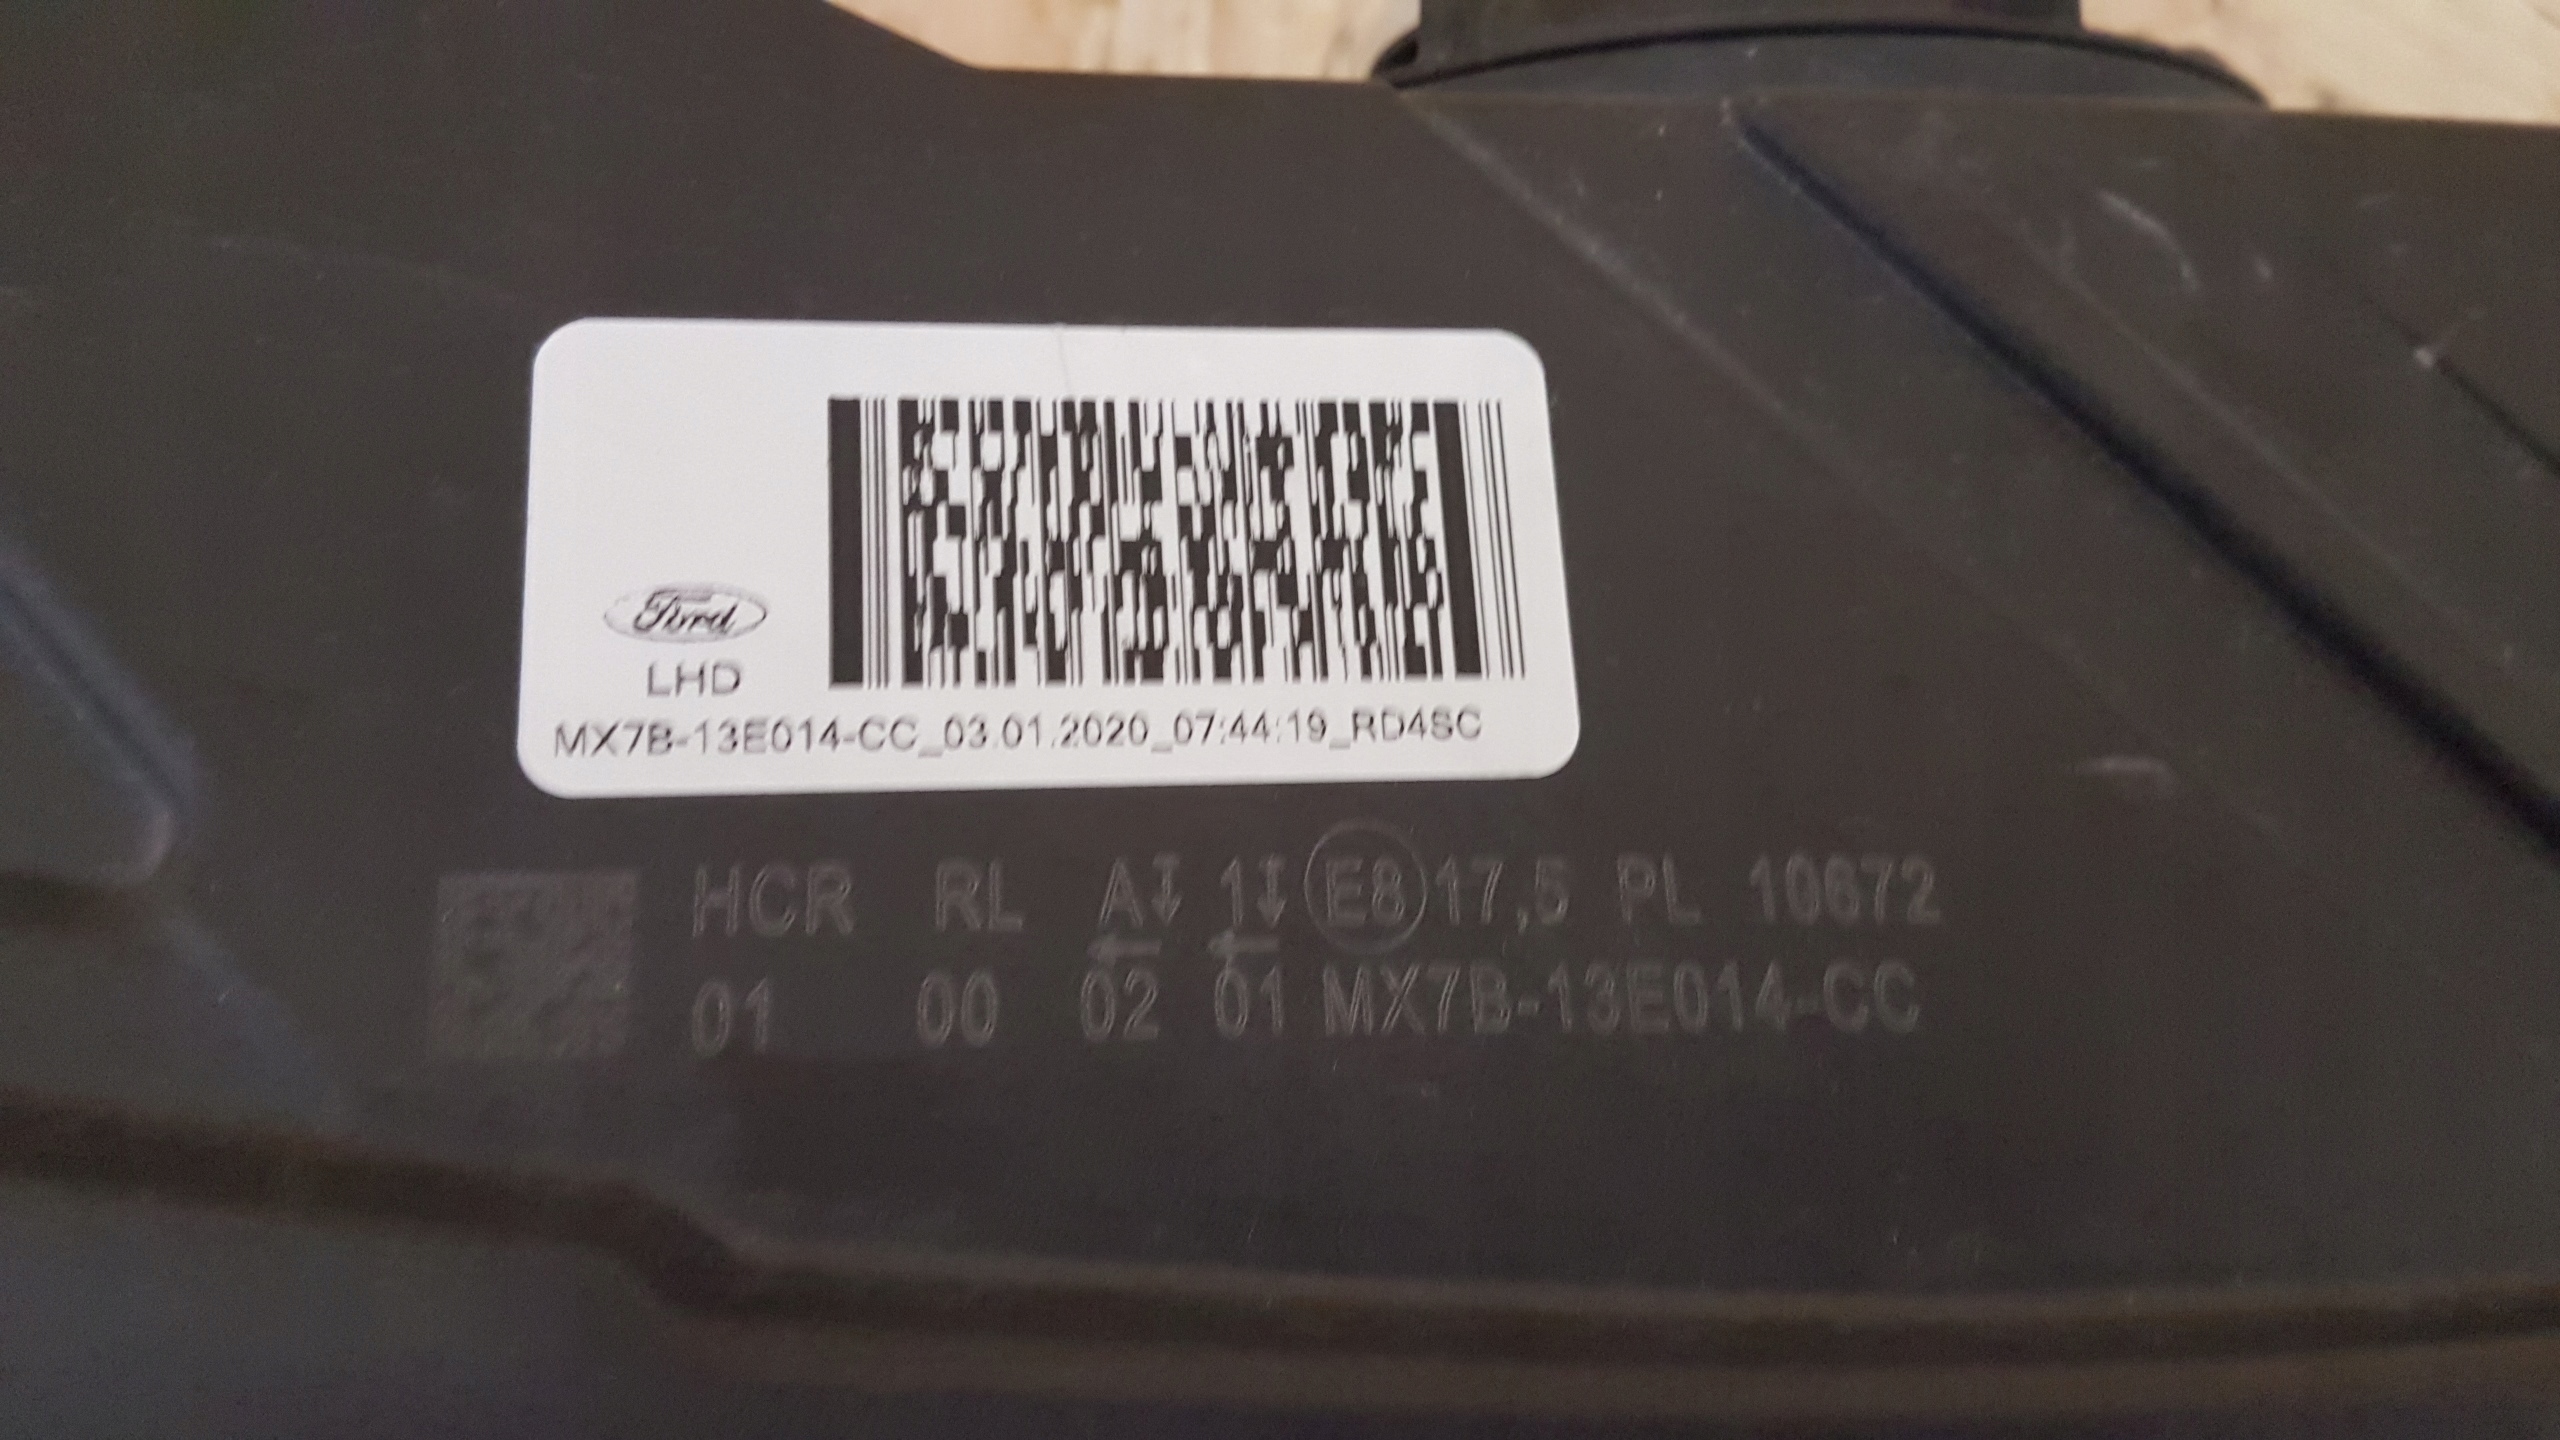 Ford
LHD
MX7B-13E014-CC_03.01.2020_07:44:19_RD4SC
HCR RL A↧ 1↧ E8 17,5 PL 10672
← ←
01 00 02 01 MX7B-13E014-CC